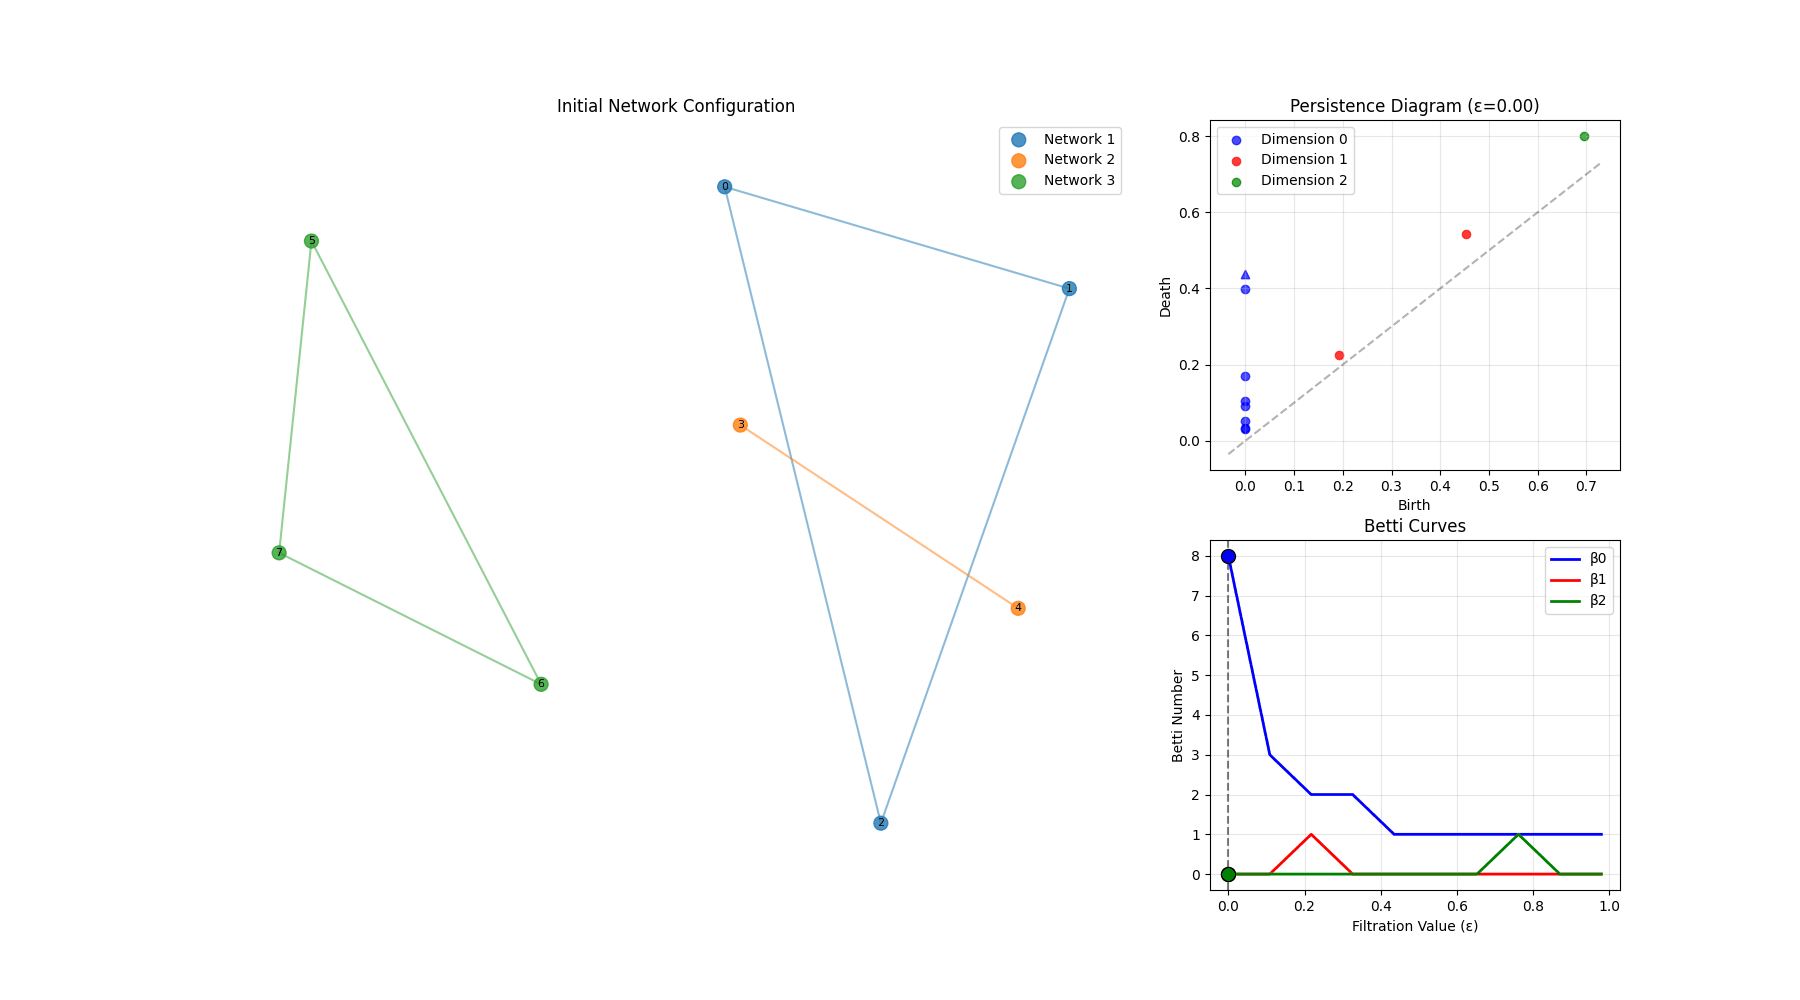 Initial Network Configuration
Network 1
Network 2
Network 3
0
1
2
3
4
5
6
7
Persistence Diagram (ε=0.00)
Dimension 0
Dimension 1
Dimension 2
0.8
0.6
0.4
0.2
0.0
Death
0.0 0.1 0.2 0.3 0.4 0.5 0.6 0.7
Birth
Betti Curves
β0
β1
β2
8
7
6
5
4
3
2
1
0
Betti Number
0.0 0.2 0.4 0.6 0.8 1.0
Filtration Value (ε)